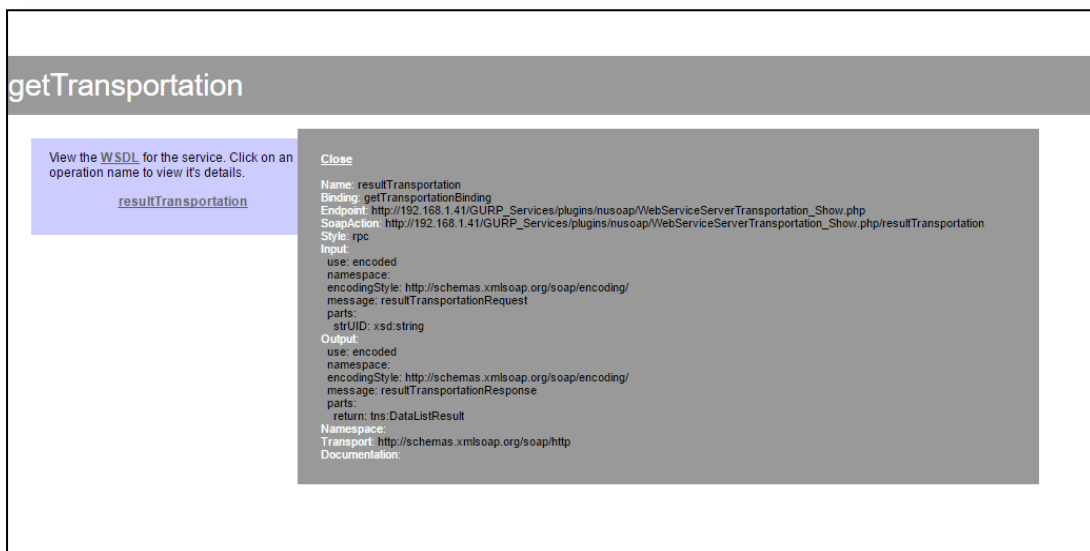 getTransportation
View the WSDL for the service. Click on an
operation name to view it's details.
resultTransportation
Close
Name: resultTransportation
Binding: getTransportationBinding
Endpoint: http://192.168.1.41/GURP_Services/plugins/nusoap/WebServiceServerTransportation_Show.php
SoapAction: http://192.168.1.41/GURP_Services/plugins/nusoap/WebServiceServerTransportation_Show.php/resultTransportation
Style: rpc
Input:
use: encoded
namespace:
encodingStyle: http://schemas.xmlsoap.org/soap/encoding/
message: resultTransportationRequest
parts:
strUID: xsd:string
Output:
use: encoded
namespace:
encodingStyle: http://schemas.xmlsoap.org/soap/encoding/
message: resultTransportationResponse
parts:
return: tns:DataListResult
Namespace:
Transport: http://schemas.xmlsoap.org/soap/http
Documentation: